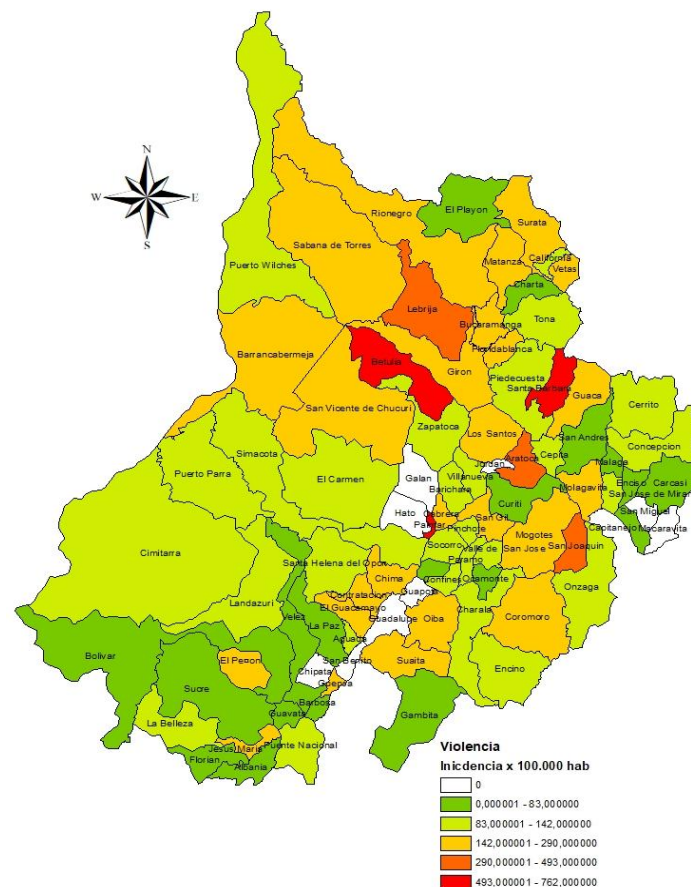 N
W E
S
El Playon
Rionegro
Surata
Sabana de Torres
California
Matanza
Vetas
Puerto Wilches
Charta
Lebrija
Tona
Bucaramanga
Floridablanca
Barrancabermeja
Betulia
Giron
Piedecuesta
Santa Barbara
Guaca
San Vicente de Chucuri
Cerrito
Zapatoca
Los Santos
San Andres
Concepcion
Simacota
Aratoca
Cepita
Malaga
Jordan
Puerto Parra
El Carmen
Galan
Villanueva
Enciso
Carcasi
Barichara
Molagavita
San Jose de Miran
Curiti
Hato
Cabrera
San Gil
San Miguel
Palmar
Pinchote
Mogotes
Capitanejo
Macaravita
Cimitarra
Socorro
Valle de
San Jose
San Joaquin
Santa Helena del Opon
Paramo
Chima
Confines
Ocamonte
Onzaga
Landazuri
Contratacion
Guapota
El Guacamayo
Charala
Velez
La Paz
Guadalupe
Oiba
Coromoro
Aguada
Bolivar
El Penon
San Benito
Suaita
Chipata
Encino
Sucre
Guepsa
Barbosa
Guavata
Gambita
La Belleza
Jesus Maria
Puente Nacional
Florian
Albania
Violencia
Inicdencia x 100.000 hab
0
0,000001 - 83,000000
83,000001 - 142,000000
142,000001 - 290,000000
290,000001 - 493,000000
493,000001 - 762,000000